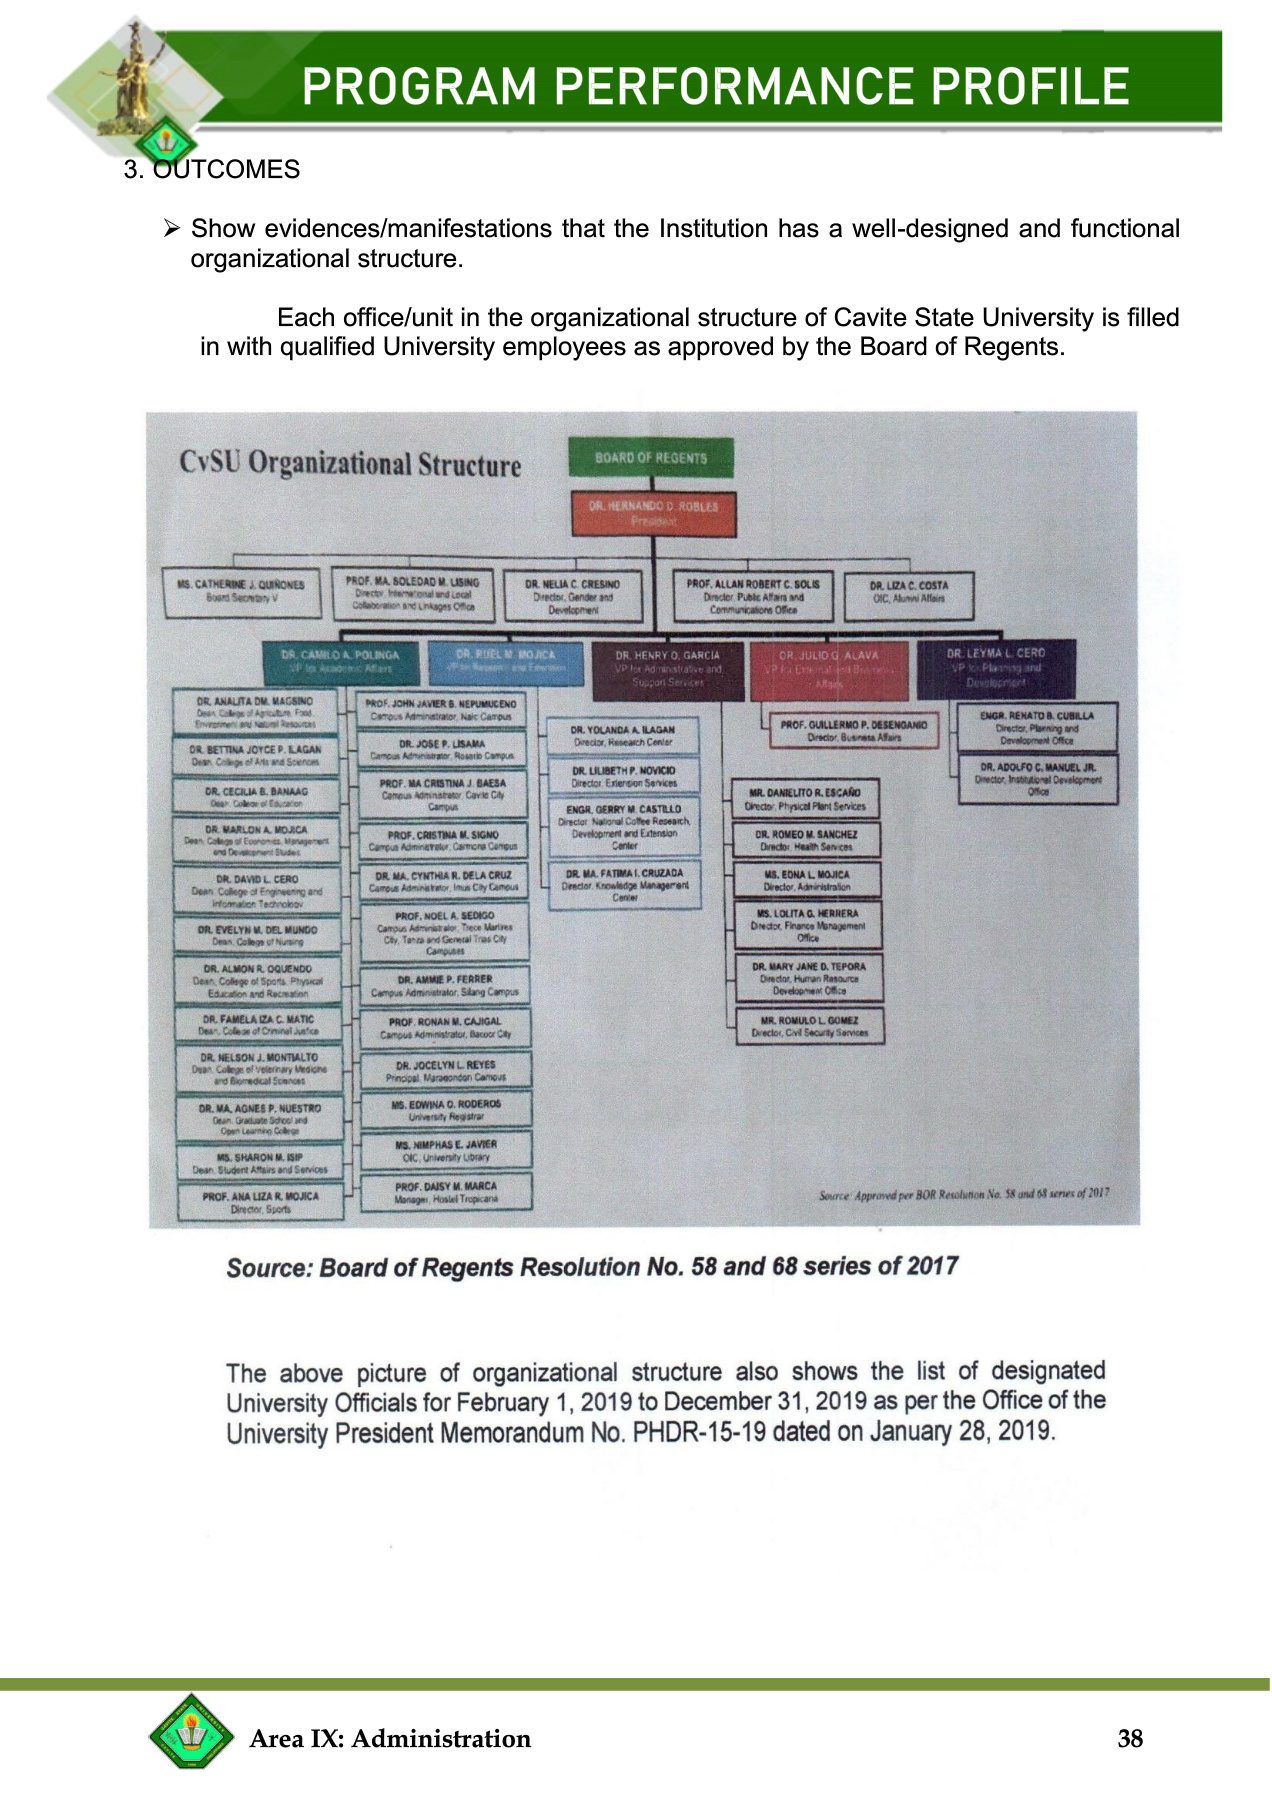 PROGRAM PERFORMANCE PROFILE
3. OUTCOMES
➢ Show evidences/manifestations that the Institution has a well-designed and functional
organizational structure.
Each office/unit in the organizational structure of Cavite State University is filled
in with qualified University employees as approved by the Board of Regents.
CvSU Organizational Structure
BOARD OF REGENTS
DR. HERNANDO D. ROBLES
President
MS. CATHERINE J. QUIÑONES
Board Secretary V
PROF. MA. SOLEDAD M. LISING
Director, International and Local
Collaboration and Linkages Office
DR. NELIA C. CRESINO
Director, Gender and
Development
PROF. ALLAN ROBERT C. SOLIS
Director, Public Affairs and
Communications Office
DR. LIZA C. COSTA
OIC, Alumni Affairs
DR. CAMILO A. POLINGA
VP for Academic Affairs
DR. RUEL M. MOJICA
VP for Research and Extension
DR. HENRY O. GARCIA
VP for Administrative and
Support Services
DR. JULIO G. ALAVA
VP for External and Business
Affairs
DR. LEYMA L. CERO
VP for Planning and
Development
DR. ANALITA DM. MAGSINO
Dean, College of Agriculture, Food,
Environment and Natural Resources
DR. BETTINA JOYCE P. ILAGAN
Dean, College of Arts and Sciences
DR. CECILIA B. BANAAG
Dean, College of Education
DR. MARLON A. MOJICA
Dean, College of Economics, Management
and Development Studies
DR. DAVID L. CERO
Dean, College of Engineering and
Information Technology
DR. EVELYN M. DEL MUNDO
Dean, College of Nursing
DR. ALMON R. OQUENDO
Dean, College of Sports, Physical
Education and Recreation
DR. FAMELA IZA C. MATIC
Dean, College of Criminal Justice
DR. NELSON J. MONTIALTO
Dean, College of Veterinary Medicine
and Biomedical Sciences
DR. MA. AGNES P. NUESTRO
Dean, Graduate School and
Open Learning College
MS. SHARON M. ISIP
Dean, Student Affairs and Services
PROF. ANA LIZA R. MOJICA
Director, Sports
PROF. JOHN JAVIER B. NEPUMUCENO
Campus Administrator, Naic Campus
DR. JOSE P. LISAMA
Campus Administrator, Rosario Campus
PROF. MA CRISTINA J. BAESA
Campus Administrator, Cavite City
Campus
PROF. CRISTINA M. SIGNO
Campus Administrator, Carmona Campus
DR. MA. CYNTHIA R. DELA CRUZ
Campus Administrator, Imus City Campus
PROF. NOEL A. SEDIGO
Campus Administrator, Trece Martires
City, Tanza and General Trias City
Campuses
DR. AMMIE P. FERRER
Campus Administrator, Silang Campus
PROF. RONAN M. CAJIGAL
Campus Administrator, Bacoor City
DR. JOCELYN L. REYES
Principal, Maragondon Campus
MS. EDWINA O. RODEROS
University Registrar
MS. NIMPHAS E. JAVIER
OIC, University Library
PROF. DAISY M. MARCA
Manager, Hostel Tropicana
DR. YOLANDA A. ILAGAN
Director, Research Center
DR. LILIBETH P. NOVICIO
Director, Extension Services
ENGR. GERRY M. CASTILLO
Director, National Coffee Research,
Development and Extension
Center
DR. MA. FATIMA I. CRUZADA
Director, Knowledge Management
Center
MR. DANIELITO R. ESCAÑO
Director, Physical Plant Services
DR. ROMEO M. SANCHEZ
Director, Health Services
MS. EDNA L. MOJICA
Director, Administration
MS. LOLITA G. HERRERA
Director, Finance Management
Office
DR. MARY JANE D. TEPORA
Director, Human Resource
Development Office
MR. ROMULO L. GOMEZ
Director, Civil Security Services
PROF. GUILLERMO P. DESENGANIO
Director, Business Affairs
ENGR. RENATO B. CUBILLA
Director, Planning and
Development Office
DR. ADOLFO C. MANUEL JR.
Director, Institutional Development
Office
Source: Approved per BOR Resolution No. 58 and 68 series of 2017
Source: Board of Regents Resolution No. 58 and 68 series of 2017
The above picture of organizational structure also shows the list of designated
University Officials for February 1, 2019 to December 31, 2019 as per the Office of the
University President Memorandum No. PHDR-15-19 dated on January 28, 2019.
Area IX: Administration
38